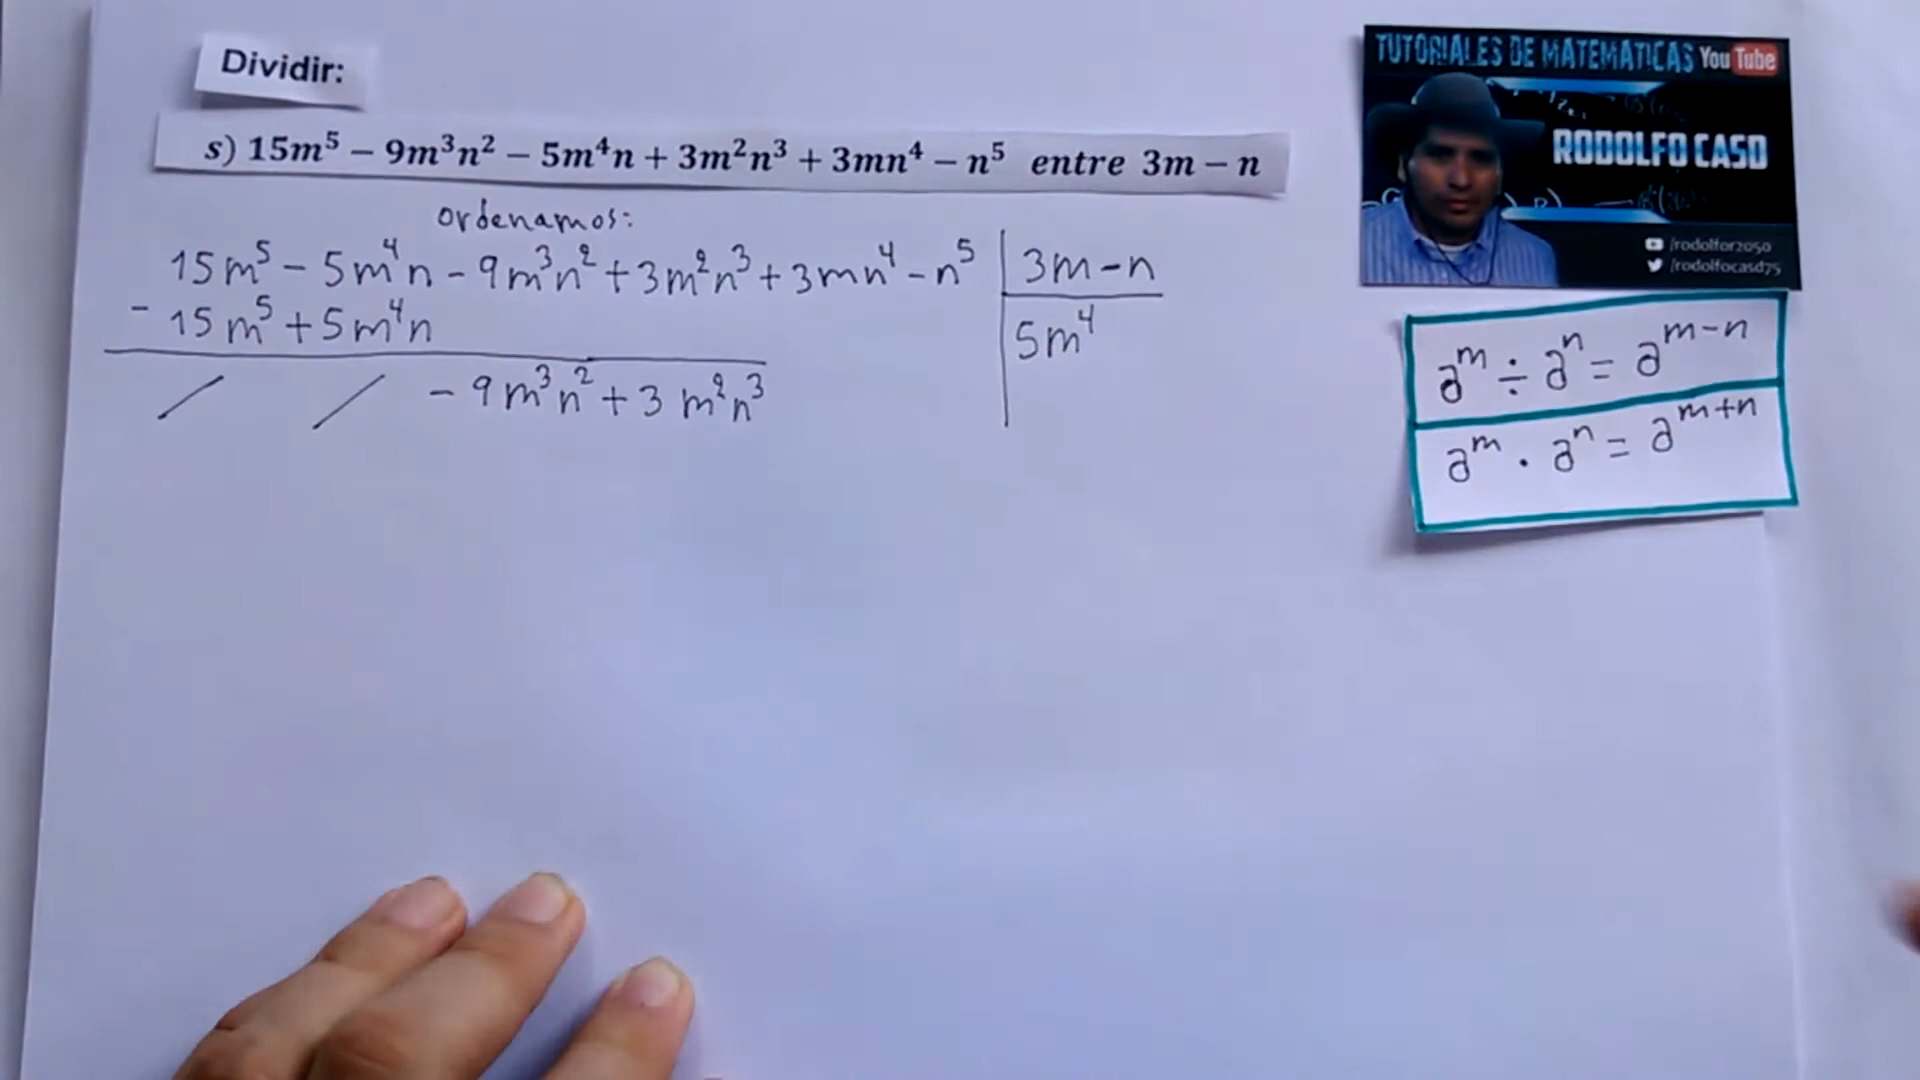 Dividir:
s) 15m⁵ − 9m³n² − 5m⁴n + 3m²n³ + 3mn⁴ − n⁵ entre 3m − n
ordenamos:
15m⁵ − 5m⁴n − 9m³n² + 3m²n³ + 3mn⁴ − n⁵ | 3m − n
− 15m⁵ + 5m⁴n
5m⁴
− 9m³n² + 3m²n³
TUTORIALES DE MATEMATICAS YouTube
RODOLFO CASO
/rodolfor2050
/rodolfocasd75
aᵐ ÷ aⁿ = aᵐ⁻ⁿ
aᵐ · aⁿ = aᵐ⁺ⁿ